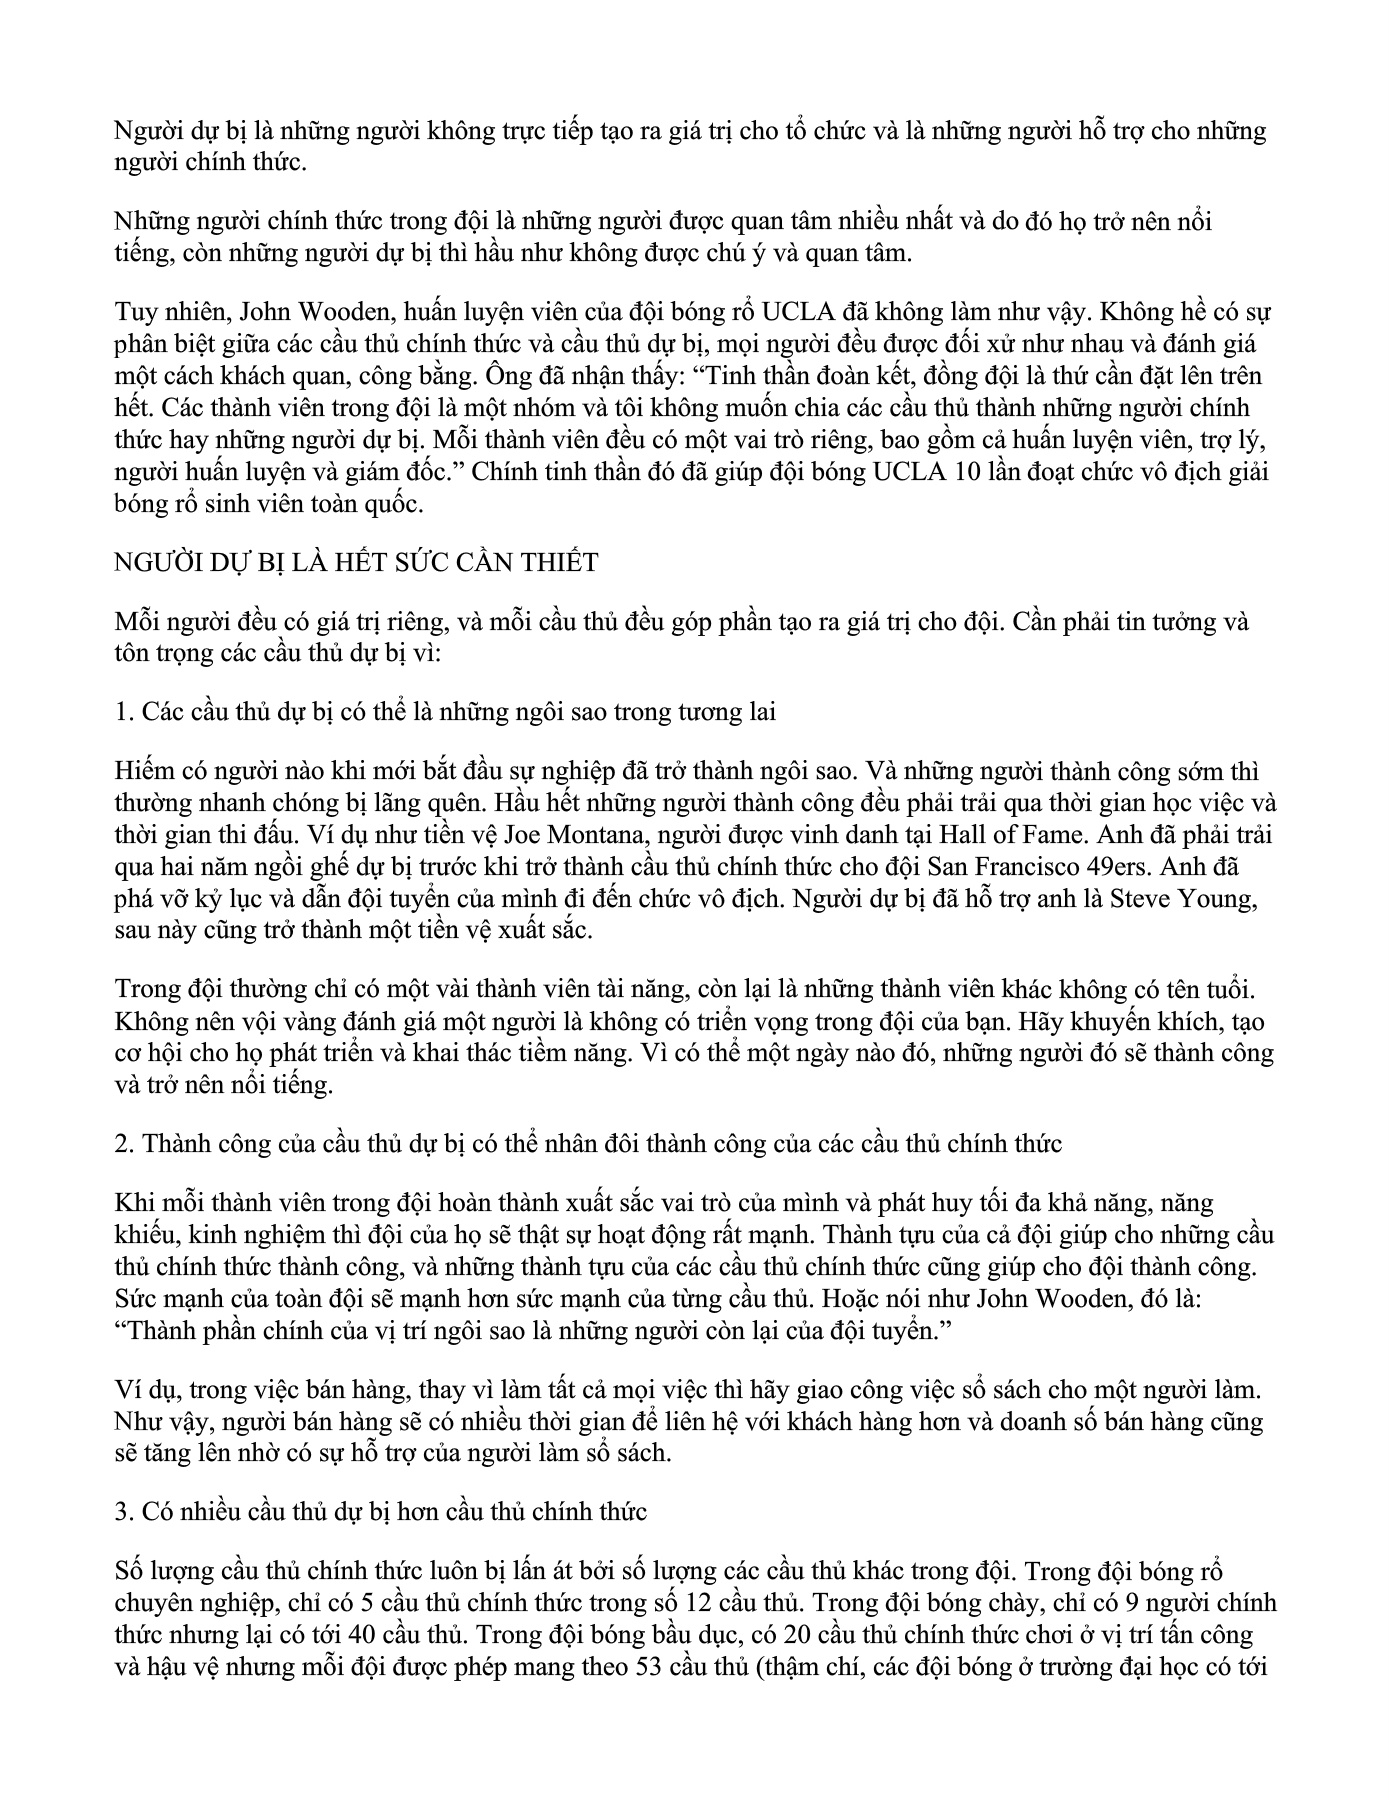 Người dự bị là những người không trực tiếp tạo ra giá trị cho tổ chức và là những người hỗ trợ cho những
người chính thức.
Những người chính thức trong đội là những người được quan tâm nhiều nhất và do đó họ trở nên nổi
tiếng, còn những người dự bị thì hầu như không được chú ý và quan tâm.
Tuy nhiên, John Wooden, huấn luyện viên của đội bóng rổ UCLA đã không làm như vậy. Không hề có sự
phân biệt giữa các cầu thủ chính thức và cầu thủ dự bị, mọi người đều được đối xử như nhau và đánh giá
một cách khách quan, công bằng. Ông đã nhận thấy: “Tinh thần đoàn kết, đồng đội là thứ cần đặt lên trên
hết. Các thành viên trong đội là một nhóm và tôi không muốn chia các cầu thủ thành những người chính
thức hay những người dự bị. Mỗi thành viên đều có một vai trò riêng, bao gồm cả huấn luyện viên, trợ lý,
người huấn luyện và giám đốc.” Chính tinh thần đó đã giúp đội bóng UCLA 10 lần đoạt chức vô địch giải
bóng rổ sinh viên toàn quốc.
NGƯỜI DỰ BỊ LÀ HẾT SỨC CẦN THIẾT
Mỗi người đều có giá trị riêng, và mỗi cầu thủ đều góp phần tạo ra giá trị cho đội. Cần phải tin tưởng và
tôn trọng các cầu thủ dự bị vì:
1. Các cầu thủ dự bị có thể là những ngôi sao trong tương lai
Hiếm có người nào khi mới bắt đầu sự nghiệp đã trở thành ngôi sao. Và những người thành công sớm thì
thường nhanh chóng bị lãng quên. Hầu hết những người thành công đều phải trải qua thời gian học việc và
thời gian thi đấu. Ví dụ như tiền vệ Joe Montana, người được vinh danh tại Hall of Fame. Anh đã phải trải
qua hai năm ngồi ghế dự bị trước khi trở thành cầu thủ chính thức cho đội San Francisco 49ers. Anh đã
phá vỡ kỷ lục và dẫn đội tuyển của mình đi đến chức vô địch. Người dự bị đã hỗ trợ anh là Steve Young,
sau này cũng trở thành một tiền vệ xuất sắc.
Trong đội thường chỉ có một vài thành viên tài năng, còn lại là những thành viên khác không có tên tuổi.
Không nên vội vàng đánh giá một người là không có triển vọng trong đội của bạn. Hãy khuyến khích, tạo
cơ hội cho họ phát triển và khai thác tiềm năng. Vì có thể một ngày nào đó, những người đó sẽ thành công
và trở nên nổi tiếng.
2. Thành công của cầu thủ dự bị có thể nhân đôi thành công của các cầu thủ chính thức
Khi mỗi thành viên trong đội hoàn thành xuất sắc vai trò của mình và phát huy tối đa khả năng, năng
khiếu, kinh nghiệm thì đội của họ sẽ thật sự hoạt động rất mạnh. Thành tựu của cả đội giúp cho những cầu
thủ chính thức thành công, và những thành tựu của các cầu thủ chính thức cũng giúp cho đội thành công.
Sức mạnh của toàn đội sẽ mạnh hơn sức mạnh của từng cầu thủ. Hoặc nói như John Wooden, đó là:
“Thành phần chính của vị trí ngôi sao là những người còn lại của đội tuyển.”
Ví dụ, trong việc bán hàng, thay vì làm tất cả mọi việc thì hãy giao công việc sổ sách cho một người làm.
Như vậy, người bán hàng sẽ có nhiều thời gian để liên hệ với khách hàng hơn và doanh số bán hàng cũng
sẽ tăng lên nhờ có sự hỗ trợ của người làm sổ sách.
3. Có nhiều cầu thủ dự bị hơn cầu thủ chính thức
Số lượng cầu thủ chính thức luôn bị lấn át bởi số lượng các cầu thủ khác trong đội. Trong đội bóng rổ
chuyên nghiệp, chỉ có 5 cầu thủ chính thức trong số 12 cầu thủ. Trong đội bóng chày, chỉ có 9 người chính
thức nhưng lại có tới 40 cầu thủ. Trong đội bóng bầu dục, có 20 cầu thủ chính thức chơi ở vị trí tấn công
và hậu vệ nhưng mỗi đội được phép mang theo 53 cầu thủ (thậm chí, các đội bóng ở trường đại học có tới